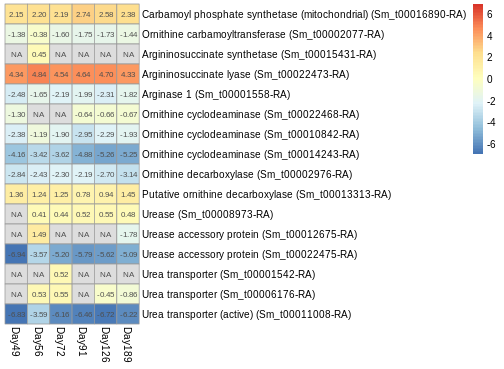 2.15 2.20 2.19 2.74 2.58 2.38 Carbamoyl phosphate synthetase (mitochondrial) (Sm_t00016890-RA)
-1.38 -0.38 -1.60 -1.75 -1.73 -1.44 Ornithine carbamoyltransferase (Sm_t00002077-RA)
NA 0.45 NA NA NA NA Argininosuccinate synthetase (Sm_t00015431-RA)
4.34 4.84 4.54 4.64 4.70 4.33 Argininosuccinate lyase (Sm_t00022473-RA)
-2.48 -1.65 -2.19 -1.99 -2.31 -1.82 Arginase 1 (Sm_t00001558-RA)
-1.30 NA NA -0.64 -0.66 -0.67 Ornithine cyclodeaminase (Sm_t00022468-RA)
-2.38 -1.19 -1.90 -2.95 -2.29 -1.93 Ornithine cyclodeaminase (Sm_t00010842-RA)
-4.16 -3.42 -3.62 -4.88 -5.26 -5.25 Ornithine cyclodeaminase (Sm_t00014243-RA)
-2.84 -2.43 -2.30 -2.19 -2.70 -3.14 Ornithine decarboxylase (Sm_t00002976-RA)
1.36 1.24 1.25 0.78 0.94 1.45 Putative ornithine decarboxylase (Sm_t00013313-RA)
NA 0.41 0.44 0.52 0.55 0.48 Urease (Sm_t00008973-RA)
NA 1.49 NA NA NA -1.78 Urease accessory protein (Sm_t00012675-RA)
-3.57 -5.20 -5.79 -5.62 -5.09 Urease accessory protein (Sm_t00022475-RA)
NA NA 0.52 NA NA NA Urea transporter (Sm_t00001542-RA)
NA 0.53 0.55 NA -0.45 -0.86 Urea transporter (Sm_t00006176-RA)
-3.59 -6.16 -6.46 -6.72 -6.22 Urea transporter (active) (Sm_t00011008-RA)
Day49 Day56 Day72 Day91 Day126 Day189
6
4
2
0
-2
-4
-6